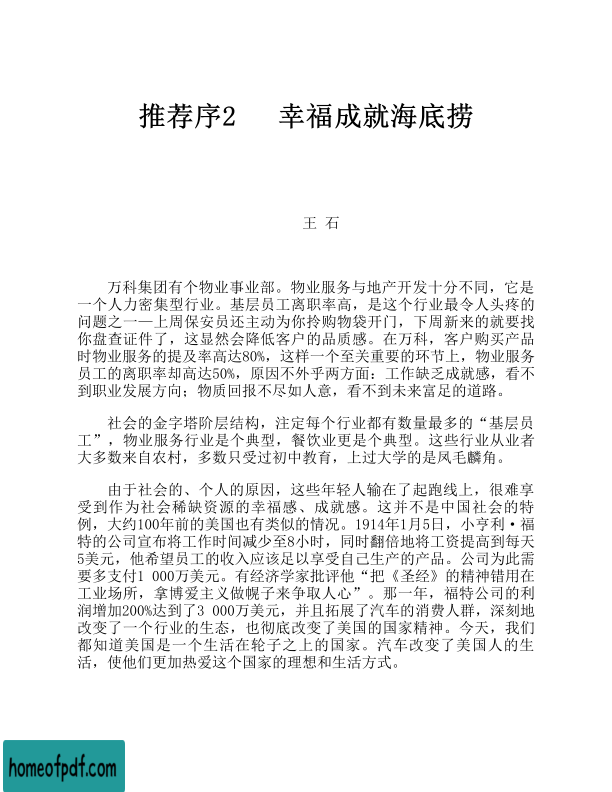 推荐序2 幸福成就海底捞
王 石
万科集团有个物业事业部。物业服务与地产开发十分不同，它是
一个人力密集型行业。基层员工离职率高，是这个行业最令人头疼的
问题之一—上周保安员还主动为你拎购物袋开门，下周新来的就要找
你盘查证件了，这显然会降低客户的品质感。在万科，客户购买产品
时物业服务的提及率高达80%，这样一个至关重要的环节上，物业服务
员工的离职率却高达50%，原因不外乎两方面：工作缺乏成就感，看不
到职业发展方向；物质回报不尽如人意，看不到未来富足的道路。
社会的金字塔阶层结构，注定每个行业都有数量最多的“基层员
工”，物业服务行业是个典型，餐饮业更是个典型。这些行业从业者
大多数来自农村，多数只受过初中教育，上过大学的是凤毛麟角。
由于社会的、个人的原因，这些年轻人输在了起跑线上，很难享
受到作为社会稀缺资源的幸福感、成就感。这并不是中国社会的特
例，大约100年前的美国也有类似的情况。1914年1月5日，小亨利·福
特的公司宣布将工作时间减少至8小时，同时翻倍地将工资提高到每天
5美元，他希望员工的收入应该足以享受自己生产的产品。公司为此需
要多支付1 000万美元。有经济学家批评他“把《圣经》的精神错用在
工业场所，拿博爱主义做幌子来争取人心”。那一年，福特公司的利
润增加200%达到了3 000万美元，并且拓展了汽车的消费人群，深刻地
改变了一个行业的生态，也彻底改变了美国的国家精神。今天，我们
都知道美国是一个生活在轮子之上的国家。汽车改变了美国人的生
活，使他们更加热爱这个国家的理想和生活方式。
homeofpdf.com